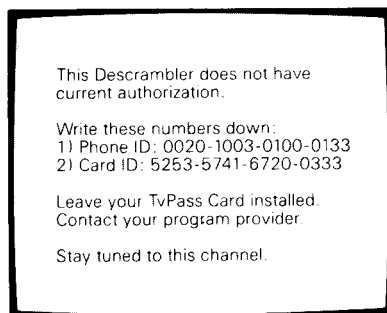 This Descrambler does not have
current authorization.
Write these numbers down:
1) Phone ID: 0020-1003-0100-0133
2) Card ID: 5253-5741-6720-0333
Leave your TvPass Card installed.
Contact your program provider.
Stay tuned to this channel.